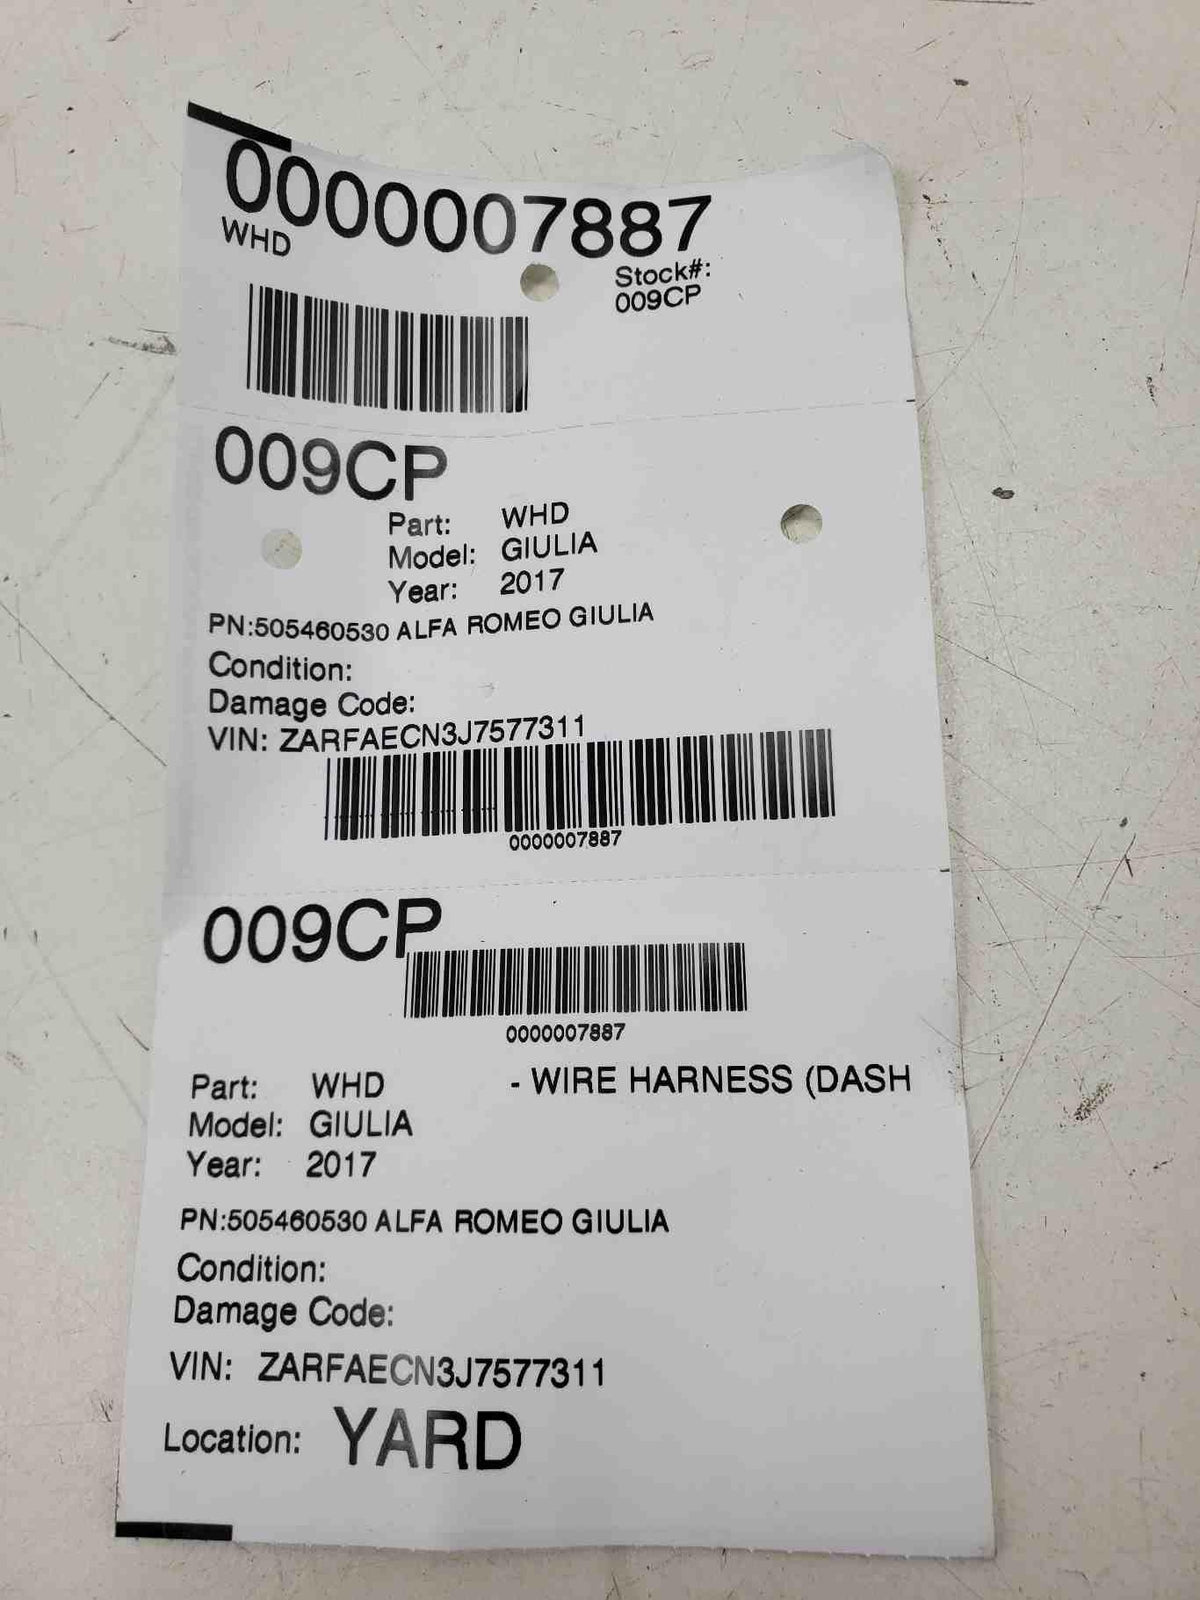 0000007887
WHD
Stock#:
009CP
009CP
Part: WHD
Model: GIULIA
Year: 2017
PN:505460530 ALFA ROMEO GIULIA
Condition:
Damage Code:
VIN: ZARFAECN3J7577311
0000007887
009CP
0000007887
Part: WHD - WIRE HARNESS (DASH
Model: GIULIA
Year: 2017
PN:505460530 ALFA ROMEO GIULIA
Condition:
Damage Code:
VIN: ZARFAECN3J7577311
Location: YARD